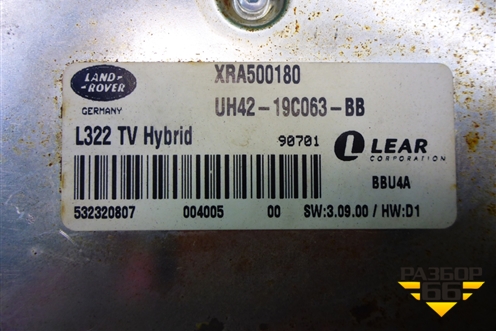 LAND-
-ROVER
GERMANY
XRA500180
UH42-19C063-BB
L322 TV Hybrid
90701
LEAR
CORPORATION
BBU4A
532320807 004005 00 SW:3.09.00 / HW:D1
РАЗБОР
66